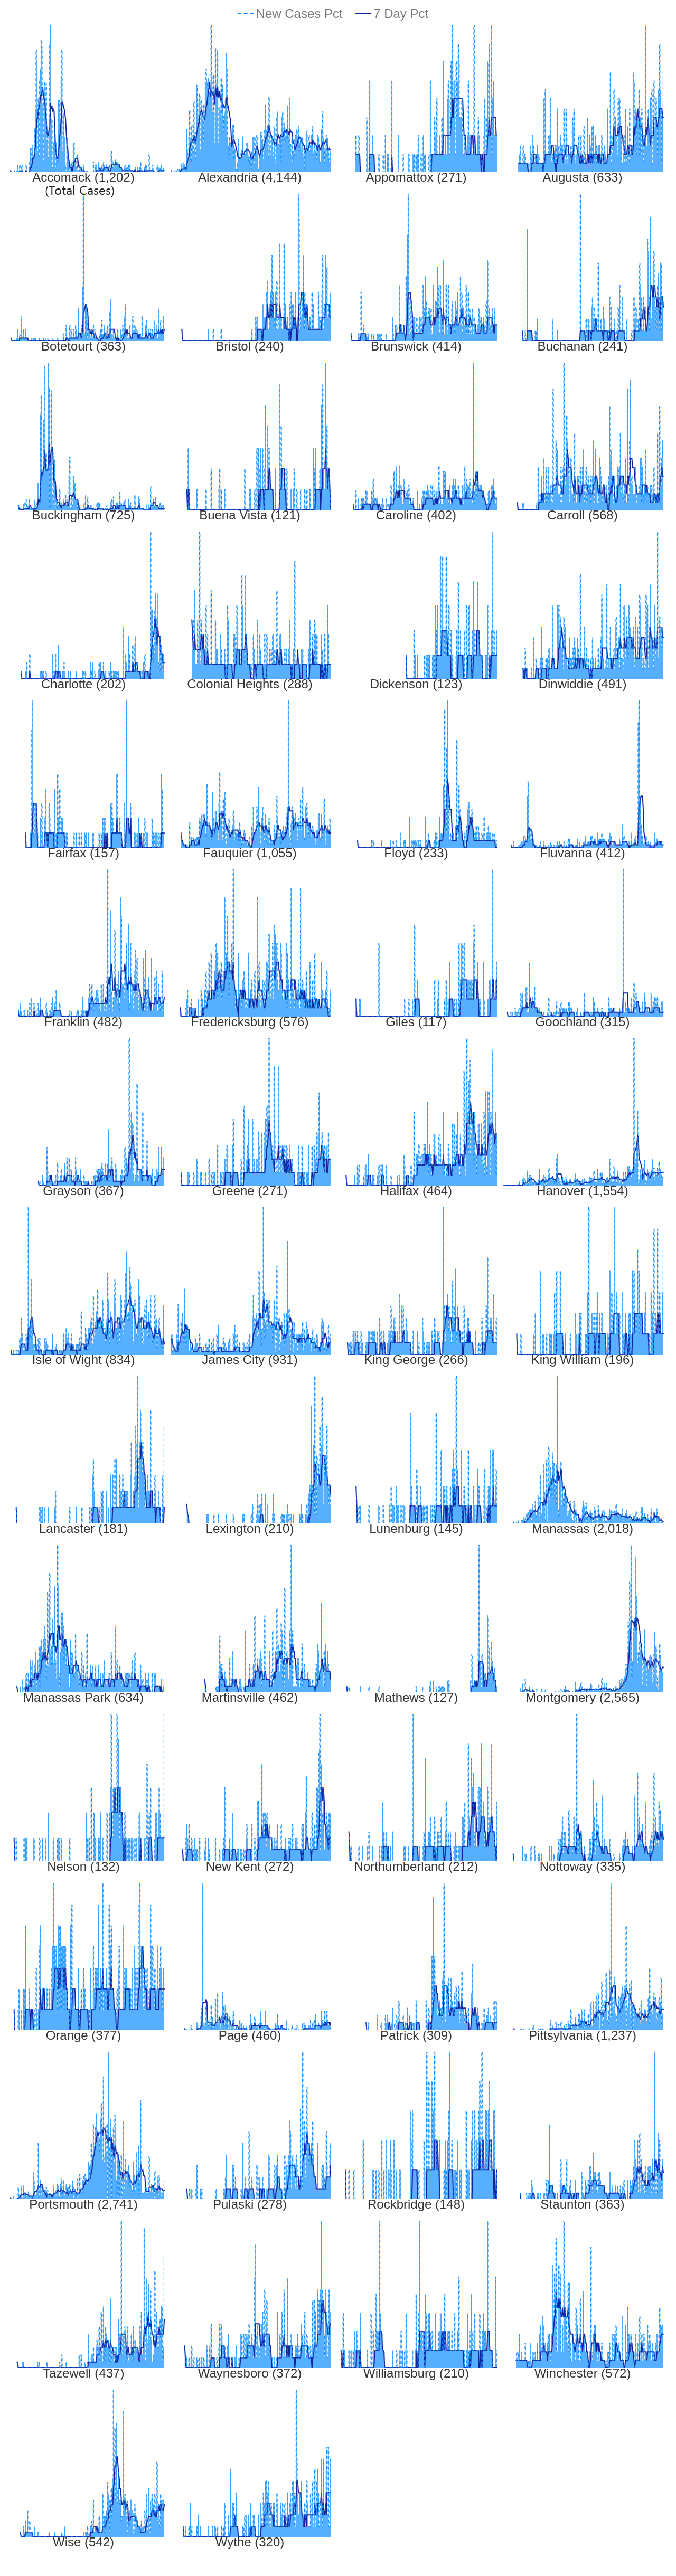 New Cases Pct 7 Day Pct
Accomack (1,202) Alexandria (4,144) Appomattox (271) Augusta (633)
(Total Cases)
Botetourt (363) Bristol (240) Brunswick (414) Buchanan (241)
Buckingham (725) Buena Vista (121) Caroline (402) Carroll (568)
Charlotte (202) Colonial Heights (288) Dickenson (123) Dinwiddie (491)
Fairfax (157) Fauquier (1,055) Floyd (233) Fluvanna (412)
Franklin (482) Fredericksburg (576) Giles (117) Goochland (315)
Grayson (367) Greene (271) Halifax (464) Hanover (1,554)
Isle of Wight (834) James City (931) King George (266) King William (196)
Lancaster (181) Lexington (210) Lunenburg (145) Manassas (2,018)
Manassas Park (634) Martinsville (462) Mathews (127) Montgomery (2,565)
Nelson (132) New Kent (272) Northumberland (212) Nottoway (335)
Orange (377) Page (460) Patrick (309) Pittsylvania (1,237)
Portsmouth (2,741) Pulaski (278) Rockbridge (148) Staunton (363)
Tazewell (437) Waynesboro (372) Williamsburg (210) Winchester (572)
Wise (542) Wythe (320)